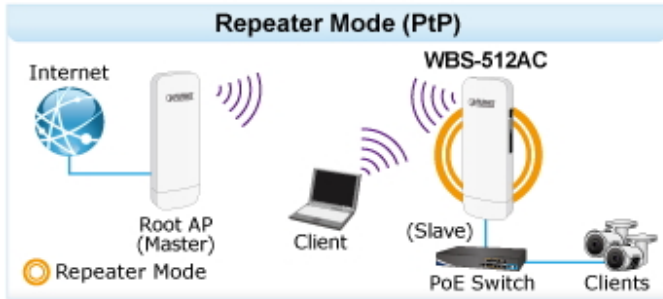 Repeater Mode (PtP)
WBS-512AC
Internet
Root AP
(Master)
Client
(Slave)
PoE Switch
Clients
Repeater Mode